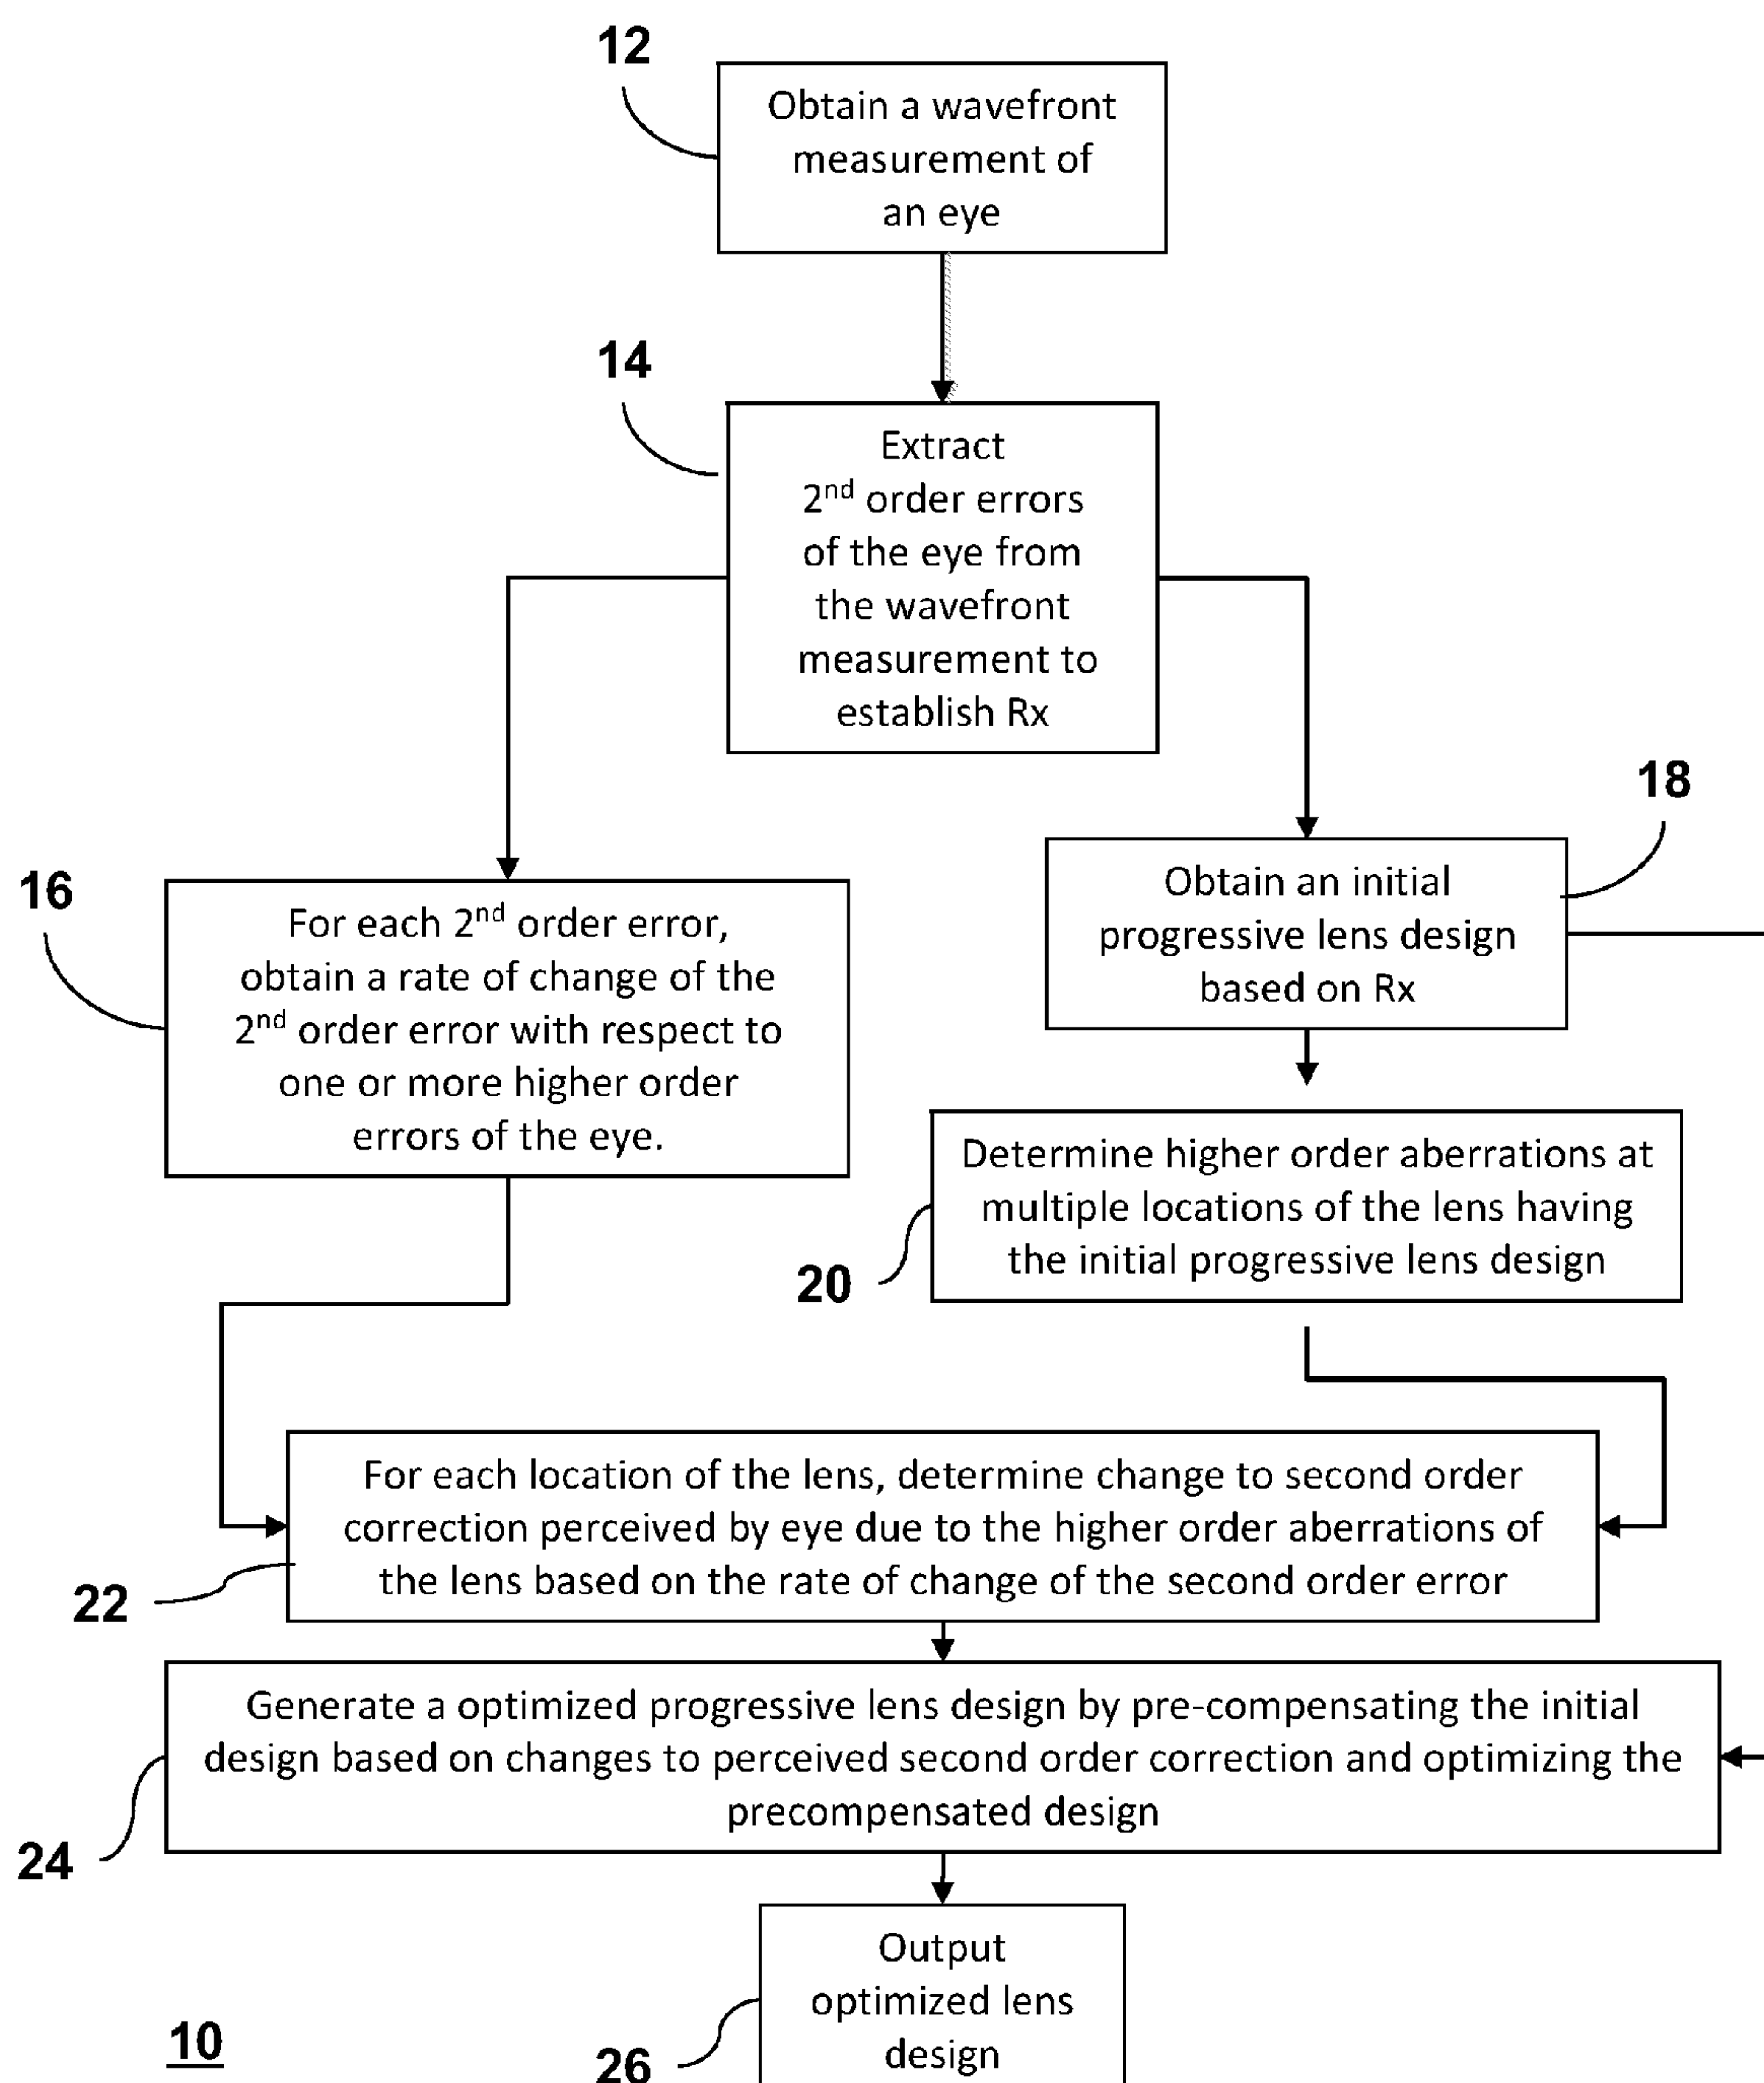 12
Obtain a wavefront
measurement of
an eye
14
Extract
2nd order errors
of the eye from
the wavefront
measurement to
establish Rx
18
16
Obtain an initial
progressive lens design
based on Rx
For each 2nd order error,
obtain a rate of change of the
2nd order error with respect to
one or more higher order
errors of the eye.
Determine higher order aberrations at
multiple locations of the lens having
the initial progressive lens design
20
For each location of the lens, determine change to second order
correction perceived by eye due to the higher order aberrations of
the lens based on the rate of change of the second order error
22
Generate a optimized progressive lens design by pre-compensating the initial
design based on changes to perceived second order correction and optimizing the
precompensated design
24
Output
optimized lens
design
10
26